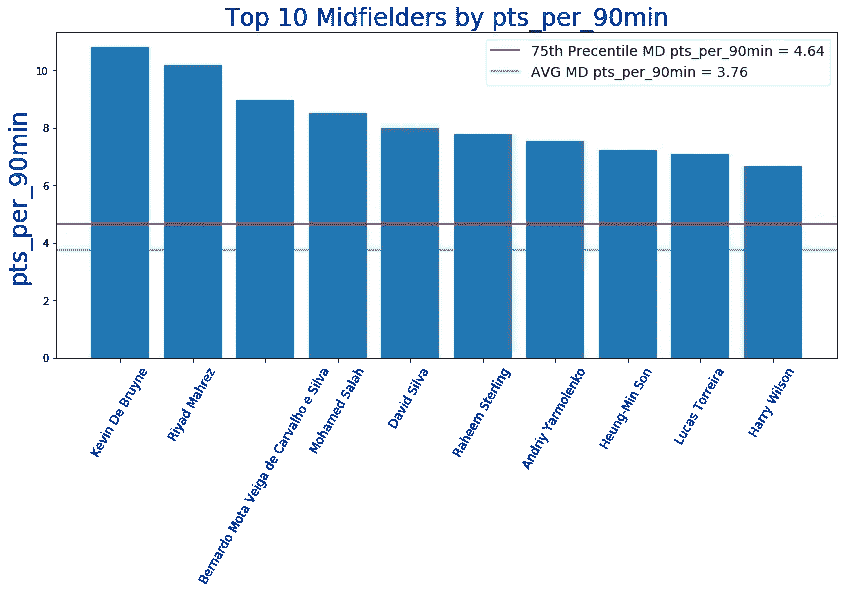 Top 10 Midfielders by pts_per_90min
75th Precentile MD pts_per_90min = 4.64
AVG MD pts_per_90min = 3.76
pts_per_90min
10
8
6
4
2
0
Kevin De Bruyne
Riyad Mahrez
Bernardo Mota Veiga de Carvalho e Silva
Mohamed Salah
David Silva
Raheem Sterling
Andriy Yarmolenko
Heung-Min Son
Lucas Torreira
Harry Wilson